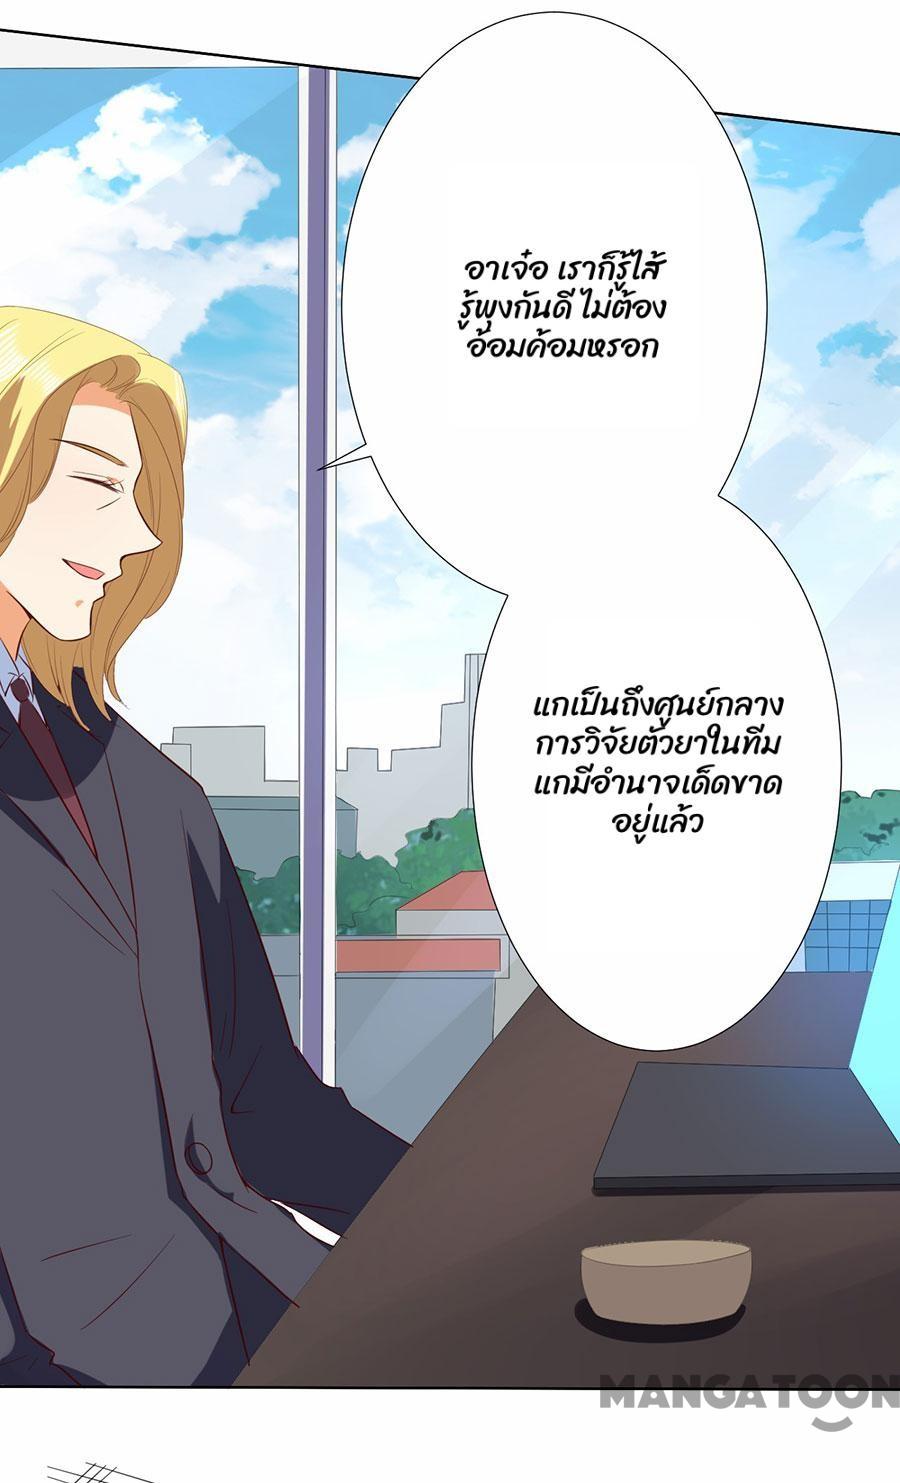 อาเจ๋อ เราก็รู้ไส้
รู้พุงกันดี ไม่ต้อง
อ้อมค้อมหรอก
แกเป็นถึงศูนย์กลาง
การวิจัยตัวยาในทีม
แกมีอำนาจเด็ดขาด
อยู่แล้ว
MANGATOON